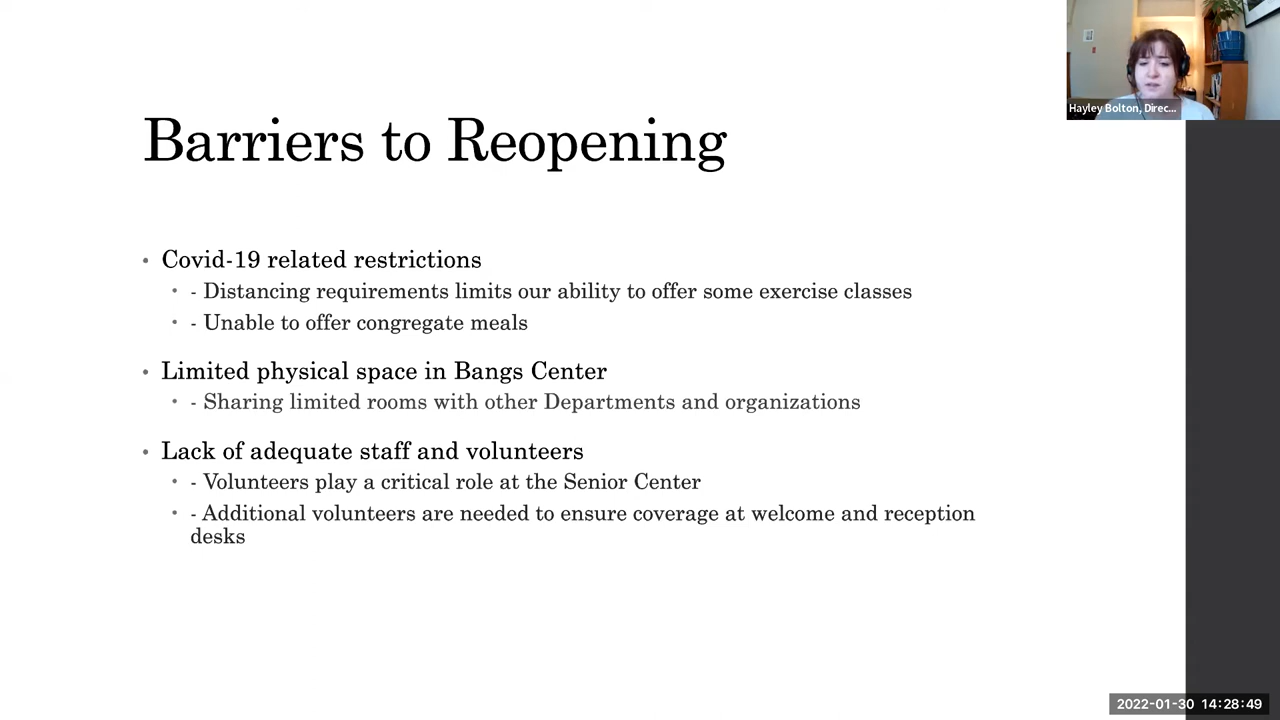 Hayley Bolton, Direc...
Barriers to Reopening
• Covid-19 related restrictions
• - Distancing requirements limits our ability to offer some exercise classes
• - Unable to offer congregate meals
• Limited physical space in Bangs Center
• - Sharing limited rooms with other Departments and organizations
• Lack of adequate staff and volunteers
• - Volunteers play a critical role at the Senior Center
• - Additional volunteers are needed to ensure coverage at welcome and reception
desks
2022-01-30 14:28:49